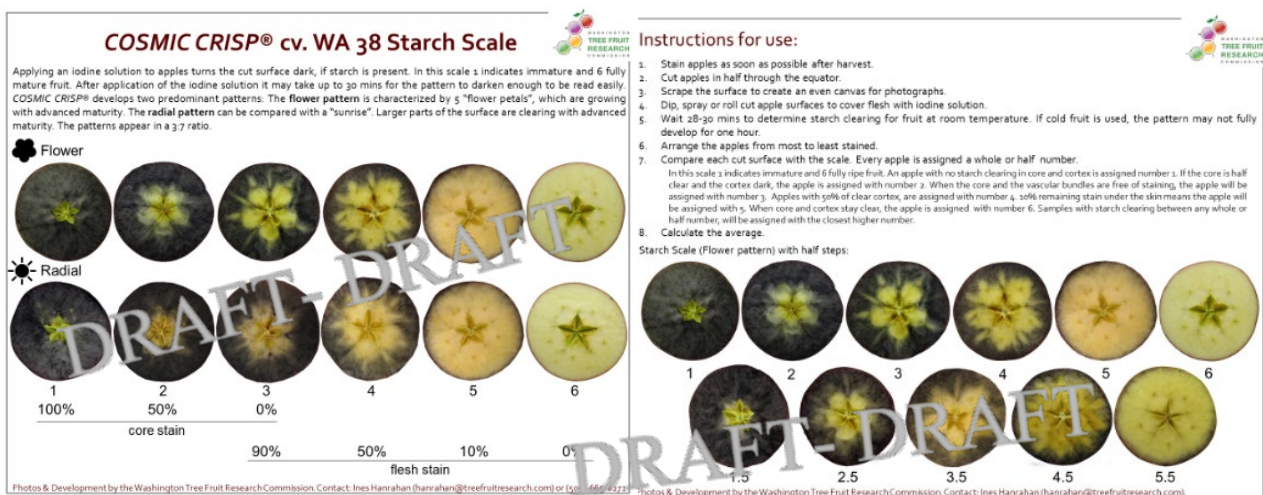 COSMIC CRISP® cv. WA 38 Starch Scale
WASHINGTON
TREE FRUIT
RESEARCH
COMMISSION
Applying an iodine solution to apples turns the cut surface dark, if starch is present. In this scale 1 indicates immature and 6 fully
mature fruit. After application of the iodine solution it may take up to 30 mins for the pattern to darken enough to be read easily.
COSMIC CRISP® develops two predominant patterns: The flower pattern is characterized by 5 “flower petals”, which are growing
with advanced maturity. The radial pattern can be compared with a “sunrise”. Larger parts of the surface are clearing with advanced
maturity. The patterns appear in a 3:7 ratio.
Flower
Radial
DRAFT- DRAFT
1 2 3 4 5 6
100% 50% 0%
core stain
90% 50% 10% 0%
flesh stain
Photos & Development by the Washington Tree Fruit Research Commission. Contact: Ines Hanrahan (hanrahan@treefruitresearch.com) or
Instructions for use:
WASHINGTON
TREE FRUIT
RESEARCH
COMMISSION
1. Stain apples as soon as possible after harvest.
2. Cut apples in half through the equator.
3. Scrape the surface to create an even canvas for photographs.
4. Dip, spray or roll cut apple surfaces to cover flesh with iodine solution.
5. Wait 28-30 mins to determine starch clearing for fruit at room temperature. If cold fruit is used, the pattern may not fully
develop for one hour.
6. Arrange the apples from most to least stained.
7. Compare each cut surface with the scale. Every apple is assigned a whole or half number.
In this scale 1 indicates immature and 6 fully ripe fruit. An apple with no starch clearing in core and cortex is assigned number 1. If the core is half
clear and the cortex dark, the apple is assigned with number 2. When the core and the vascular bundles are free of staining, the apple will be
assigned with number 3. Apples with 50% of clear cortex, are assigned with number 4. 10% remaining stain under the skin means the apple will
be assigned with 5. When core and cortex stay clear, the apple is assigned with number 6. Samples with starch clearing between any whole or
half number, will be assigned with the closest higher number.
8. Calculate the average.
Starch Scale (Flower pattern) with half steps:
1 2 3 4 5 6
DRAFT- DRAFT
1.5 2.5 3.5 4.5 5.5
Photos & Development by the Washington Tree Fruit Research Commission. Contact: Ines Hanrahan (hanrahan@treefruitresearch.com)